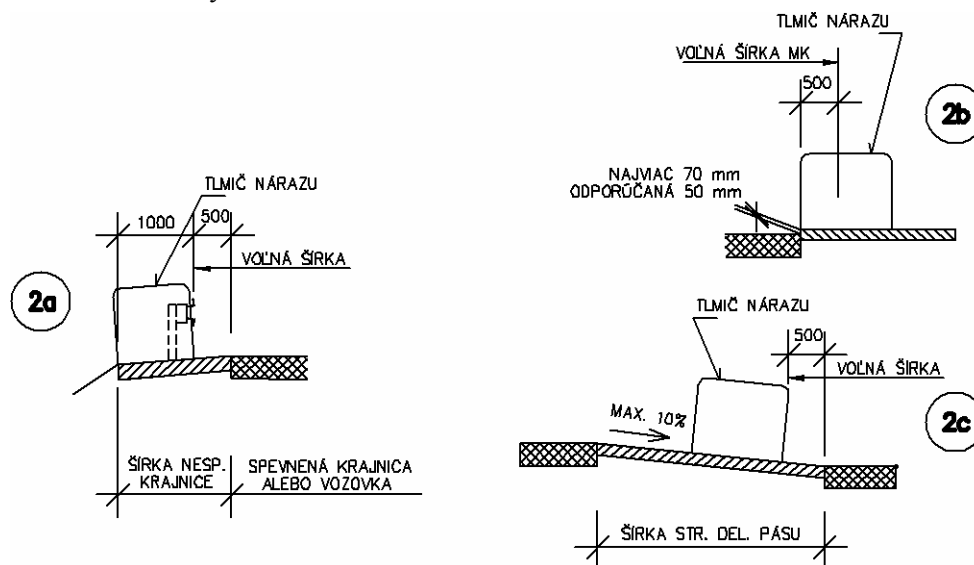 TLMIČ NÁRAZU
VOĽNÁ ŠÍRKA MK
500
2b
NAJVIAC 70 mm
ODPORÚČANÁ 50 mm
TLMIČ NÁRAZU
1000
500
VOĽNÁ ŠÍRKA
2a
ŠÍRKA NESP.
KRAJNICE
SPEVNENÁ KRAJNICA
ALEBO VOZOVKA
TLMIČ NÁRAZU
500
VOĽNÁ ŠÍRKA
MAX. 10%
2c
ŠÍRKA STR. DEL. PÁSU